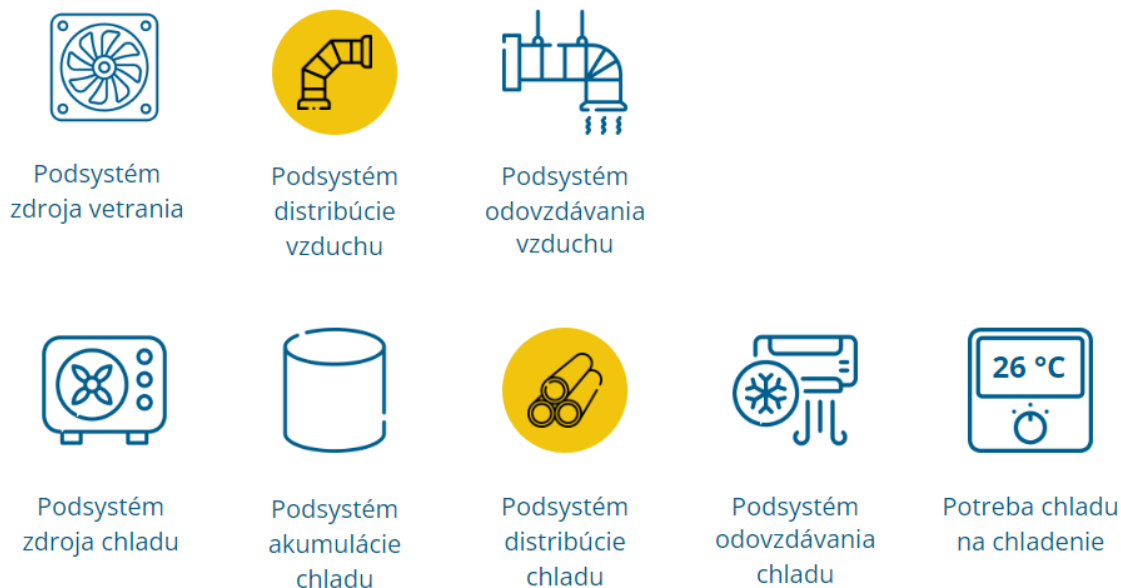 Podsystém
zdroja vetrania
Podsystém
distribúcie
vzduchu
Podsystém
odovzdávania
vzduchu
26 °C
Podsystém
zdroja chladu
Podsystém
akumulácie
chladu
Podsystém
distribúcie
chladu
Podsystém
odovzdávania
chladu
Potreba chladu
na chladenie